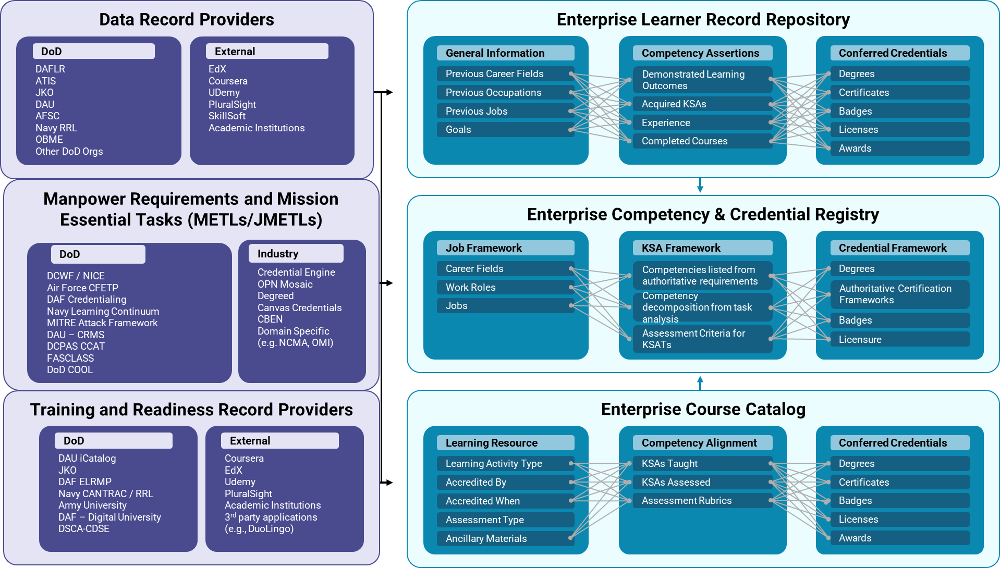 Data Record Providers
DoD
DAFLR
ATIS
JKO
DAU
AFSC
Navy RRL
OBME
Other DoD Orgs
External
EdX
Coursera
UDemy
PluralSight
SkillSoft
Academic Institutions
Manpower Requirements and Mission
Essential Tasks (METLs/JMETLs)
DoD
DCWF / NICE
Air Force CFETP
DAF Credentialing
Navy Learning Continuum
MITRE Attack Framework
DAU – CRMS
DCPAS CCAT
FASCLASS
DoD COOL
Industry
Credential Engine
OPN Mosaic
Degreed
Canvas Credentials
CBEN
Domain Specific
(e.g. NCMA, OMI)
Training and Readiness Record Providers
DoD
DAU iCatalog
JKO
DAF ELRMP
Navy CANTRAC / RRL
Army University
DAF – Digital University
DSCA-CDSE
External
Coursera
EdX
Udemy
PluralSight
Academic Institutions
3rd party applications
(e.g., DuoLingo)
Enterprise Learner Record Repository
General Information
Previous Career Fields
Previous Occupations
Previous Jobs
Goals
Competency Assertions
Demonstrated Learning
Outcomes
Acquired KSAs
Experience
Completed Courses
Conferred Credentials
Degrees
Certificates
Badges
Licenses
Awards
Enterprise Competency & Credential Registry
Job Framework
Career Fields
Work Roles
Jobs
KSA Framework
Competencies listed from
authoritative requirements
Competency
decomposition from task
analysis
Assessment Criteria for
KSATs
Credential Framework
Degrees
Authoritative Certification
Frameworks
Badges
Licensure
Enterprise Course Catalog
Learning Resource
Learning Activity Type
Accredited By
Accredited When
Assessment Type
Ancillary Materials
Competency Alignment
KSAs Taught
KSAs Assessed
Assessment Rubrics
Conferred Credentials
Degrees
Certificates
Badges
Licenses
Awards